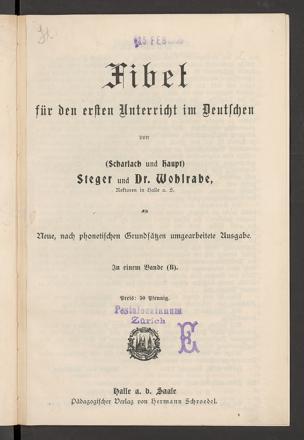 25 FEB
Fibel
für den ersten Unterricht im Deutschen
von
(Scharlach und Haupt)
Steger und Dr. Wohlrabe,
Rektoren in Halle a. S.
Neue, nach phonetischen Grundsätzen umgearbeitete Ausgabe.
In einem Bande (B).
Preis: 50 Pfennig.
Pestalozzianum
Zürich
E
Halle a. d. Saale
Pädagogischer Verlag von Hermann Schroedel.